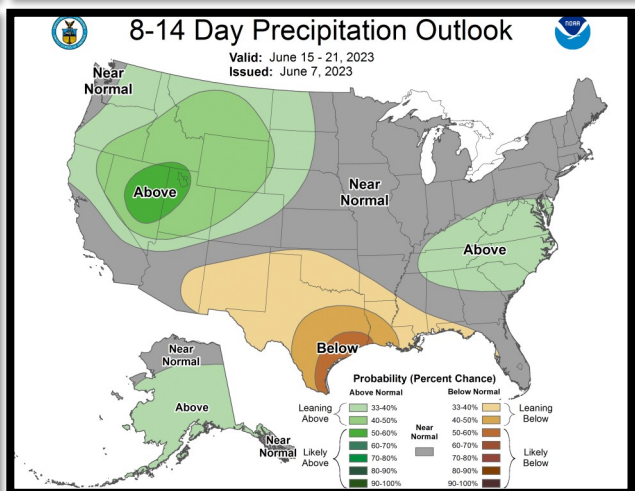 8-14 Day Precipitation Outlook
NOAA
Valid: June 15 - 21, 2023
Issued: June 7, 2023
Near
Normal
Above
Near
Normal
Above
Below
Near
Normal
Above
Near
Normal
Probability (Percent Chance)
Above Normal
Below Normal
Leaning
Above
33-40%
40-50%
Likely
Above
50-60%
60-70%
70-80%
80-90%
90-100%
Near
Normal
33-40%
40-50%
Leaning
Below
50-60%
60-70%
70-80%
80-90%
90-100%
Likely
Below